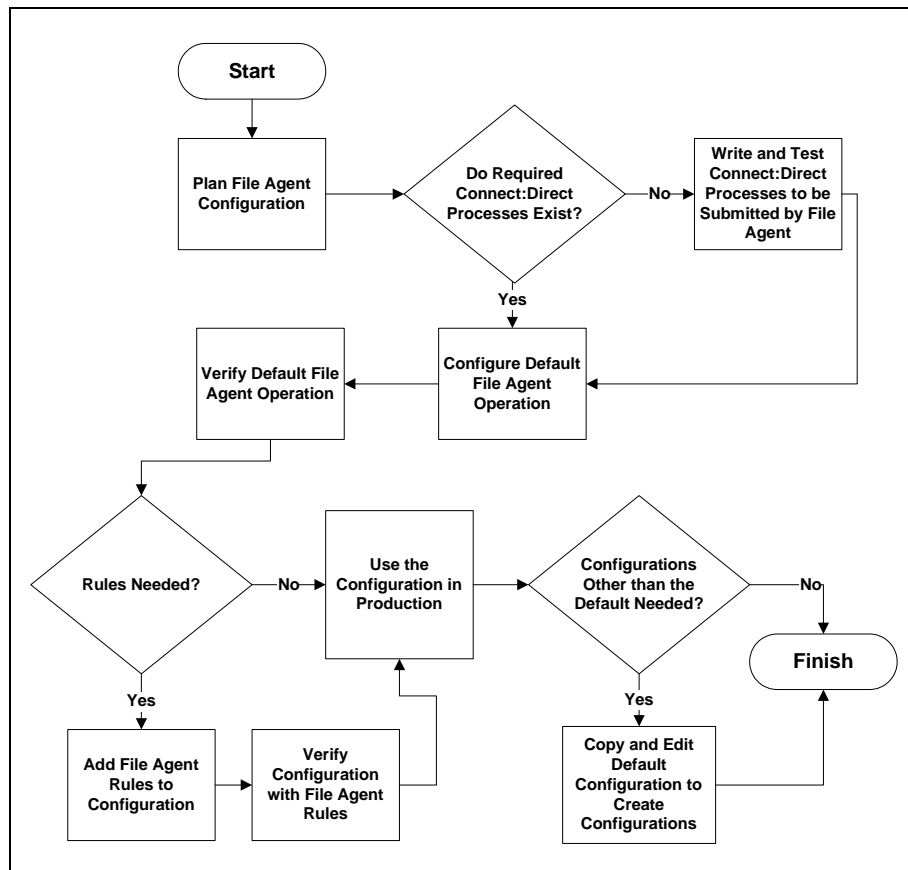 Start
Plan File Agent
Configuration
Do Required
Connect:Direct
Processes Exist?
No
Write and Test
Connect:Direct
Processes to be
Submitted by File
Agent
Yes
Configure Default
File Agent
Operation
Verify Default File
Agent Operation
Rules Needed?
No
Use the
Configuration in
Production
Configurations
Other than the
Default Needed?
No
Finish
Yes
Add File Agent
Rules to
Configuration
Verify
Configuration
with File Agent
Rules
Yes
Copy and Edit
Default
Configuration to
Create
Configurations